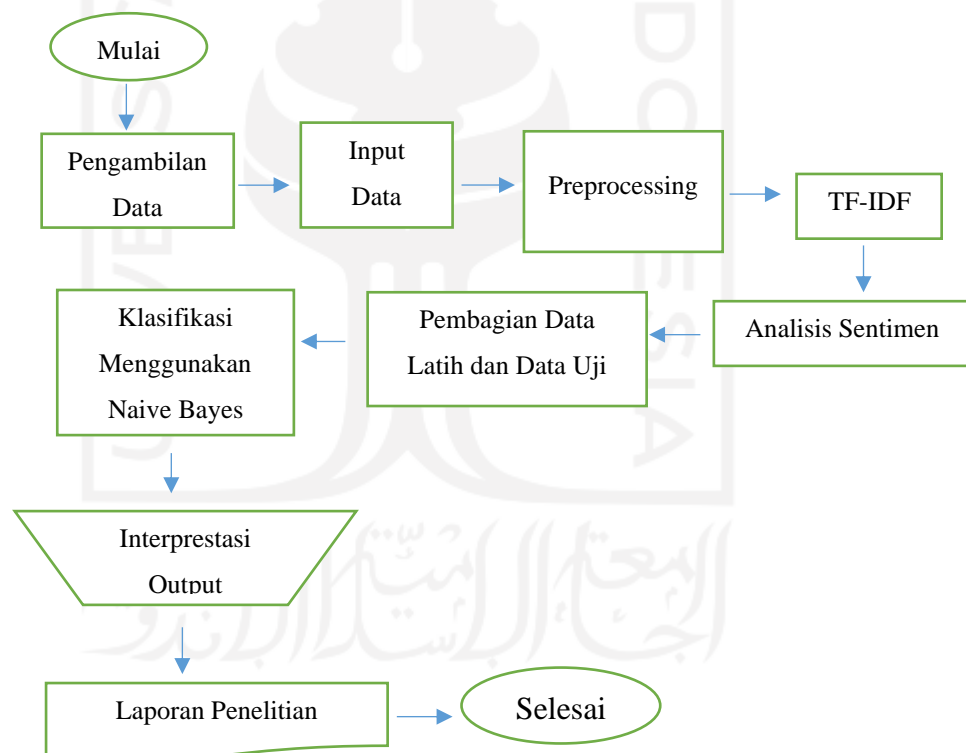 Mulai
Pengambilan
Data
Input
Data
Preprocessing
TF-IDF
Analisis Sentimen
Pembagian Data
Latih dan Data Uji
Klasifikasi
Menggunakan
Naive Bayes
Interprestasi
Output
Laporan Penelitian
Selesai